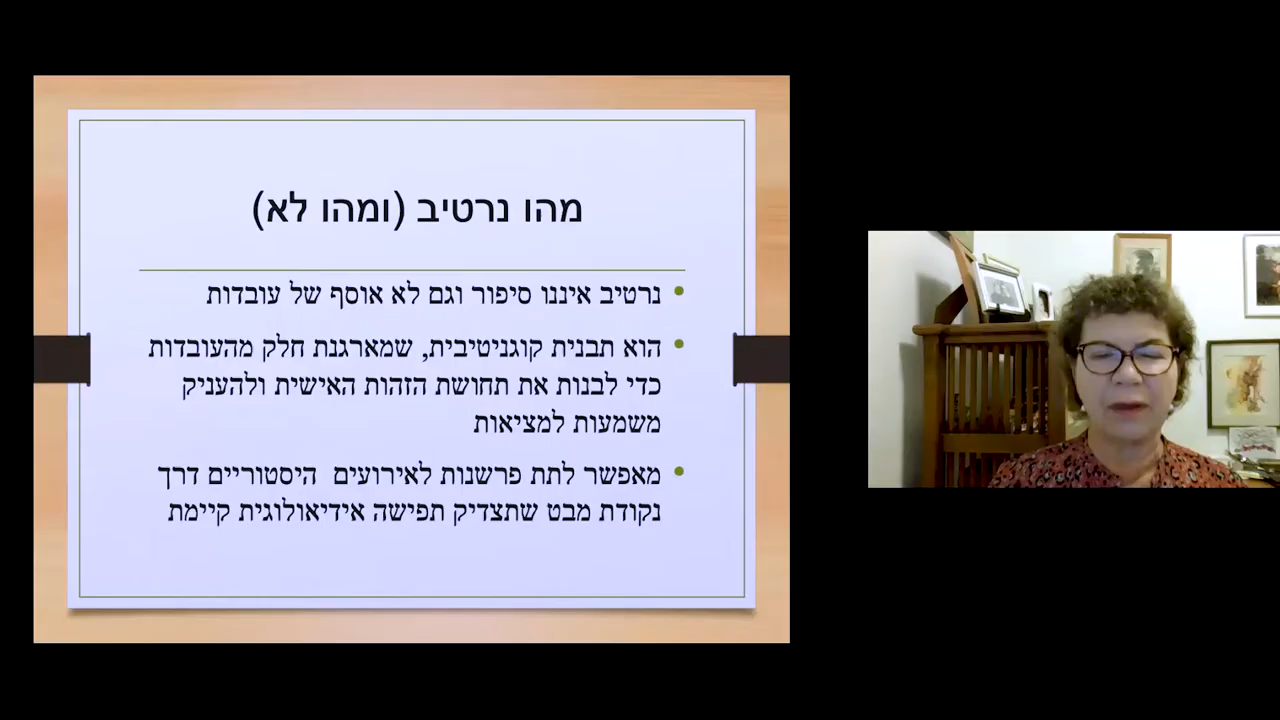 מהו נרטיב (ומהו לא)
נרטיב איננו סיפור וגם לא אוסף של עובדות
הוא תבנית קוגניטיבית, שמארגנת חלק מהעובדות
כדי לבנות את תחושת הזהות האישית ולהעניק
משמעות למציאות
מאפשר לתת פרשנות לאירועים  היסטוריים דרך
נקודת מבט שתצדיק תפישה אידיאולוגית קיימת